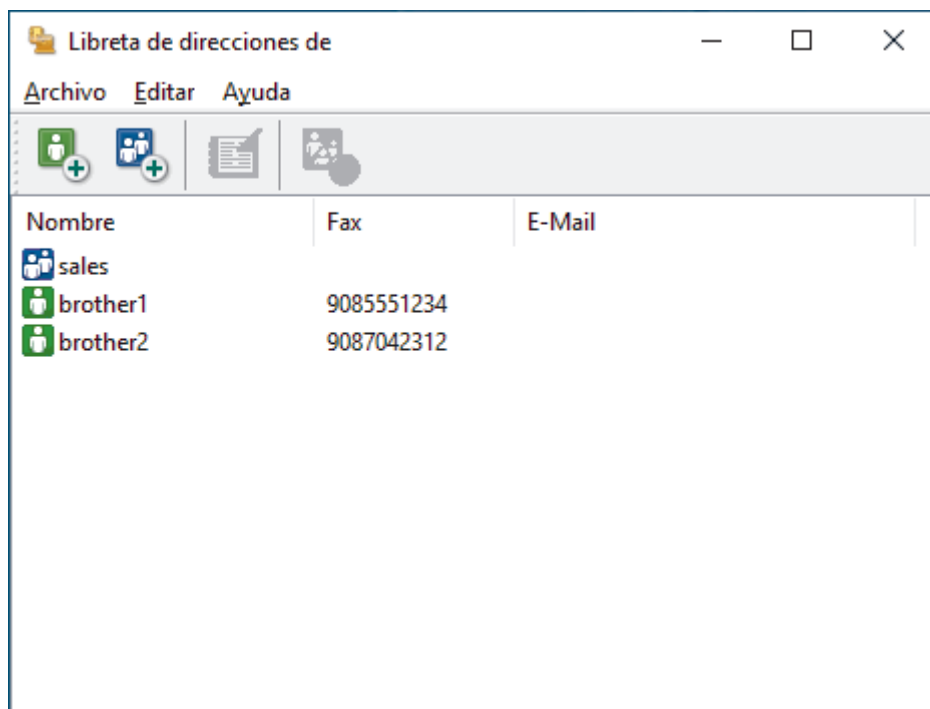 Libreta de direcciones de
Archivo Editar Ayuda
Nombre Fax E-Mail
sales
brother1 9085551234
brother2 9087042312